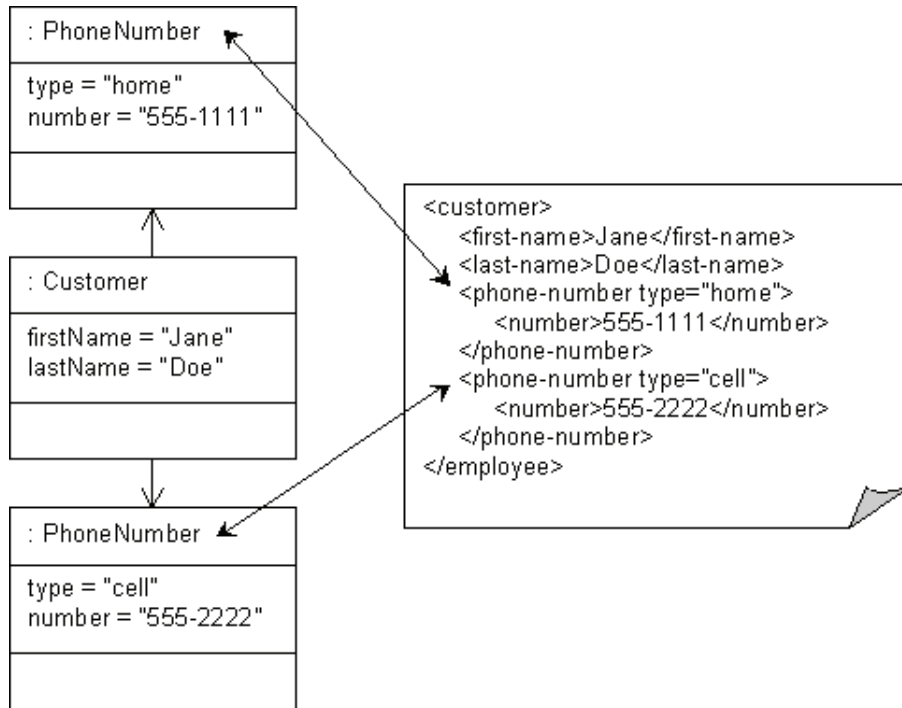 : PhoneNumber
type = "home"
number = "555-1111"
: Customer
firstName = "Jane"
lastName = "Doe"
: PhoneNumber
type = "cell"
number = "555-2222"
<customer>
<first-name>Jane</first-name>
<last-name>Doe</last-name>
<phone-number type="home">
<number>555-1111</number>
</phone-number>
<phone-number type="cell">
<number>555-2222</number>
</phone-number>
</employee>